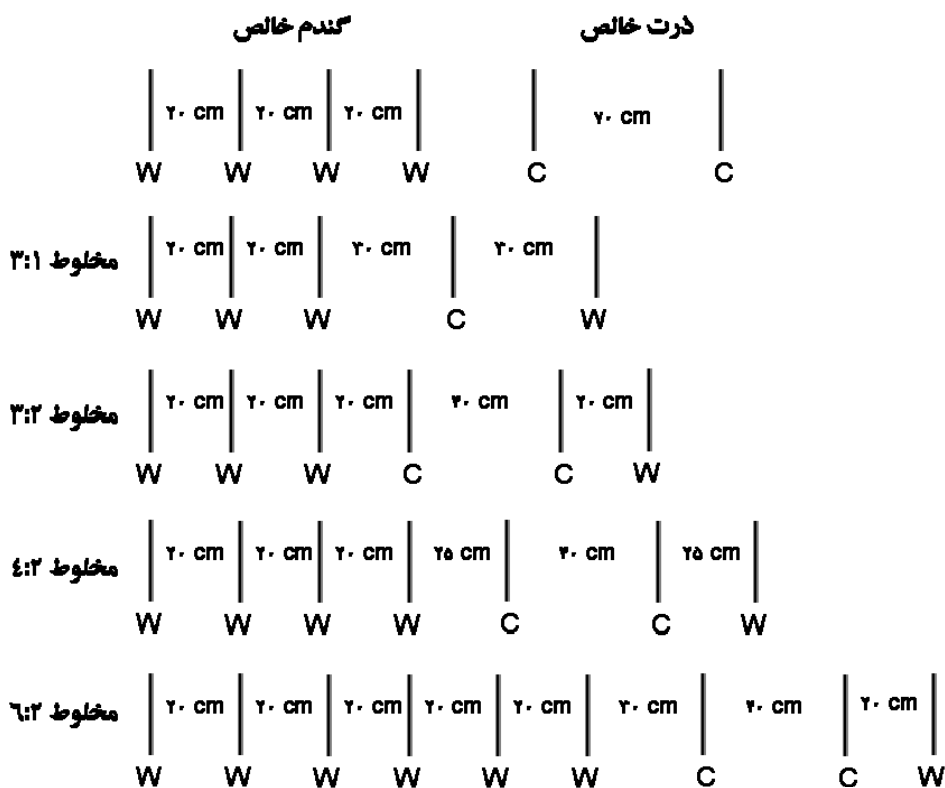 ذرت خالص گندم خالص
۲۰ cm ۲۰ cm ۲۰ cm ۷۰ cm
W W W W C C
مخلوط ۳:۱ ۲۰ cm ۲۰ cm ۳۰ cm ۳۰ cm
W W W C W
مخلوط ۳:۲ ۲۰ cm ۲۰ cm ۲۰ cm ۴۰ cm ۲۰ cm
W W W C C W
مخلوط ٤:۲ ۲۰ cm ۲۰ cm ۲۰ cm ۲۵ cm ۴۰ cm ۲۵ cm
W W W W C C W
مخلوط ٦:۲ ۲۰ cm ۲۰ cm ۲۰ cm ۲۰ cm ۲۰ cm ۳۰ cm ۴۰ cm ۲۰ cm
W W W W W W C C W